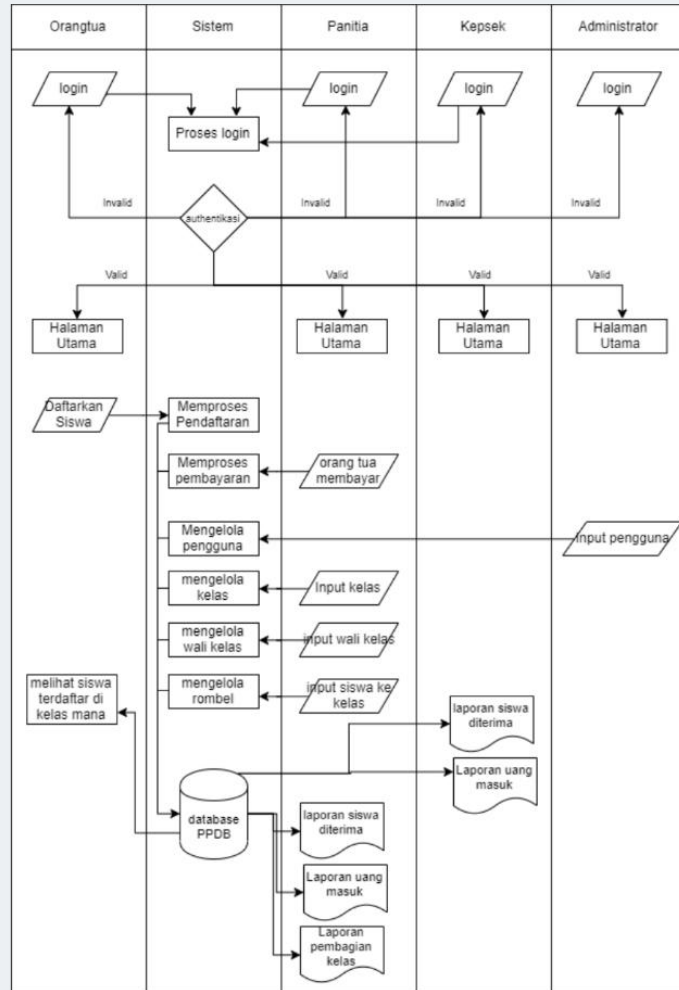 Orangtua
Sistem
Panitia
Kepsek
Administrator
login
login
login
login
Proses login
authentikasi
Invalid
Invalid
Invalid
Invalid
Valid
Valid
Valid
Valid
Halaman
Utama
Halaman
Utama
Halaman
Utama
Halaman
Utama
Daftarkan
Siswa
Memproses
Pendaftaran
Memproses
pembayaran
orang tua
membayar
Mengelola
pengguna
Input pengguna
mengelola
kelas
Input kelas
mengelola
wali kelas
input wali kelas
melihat siswa
terdaftar di
kelas mana
mengelola
rombel
input siswa ke
kelas
laporan siswa
diterima
Laporan uang
masuk
database
PPDB
laporan siswa
diterima
Laporan uang
masuk
Laporan
pembagian
kelas